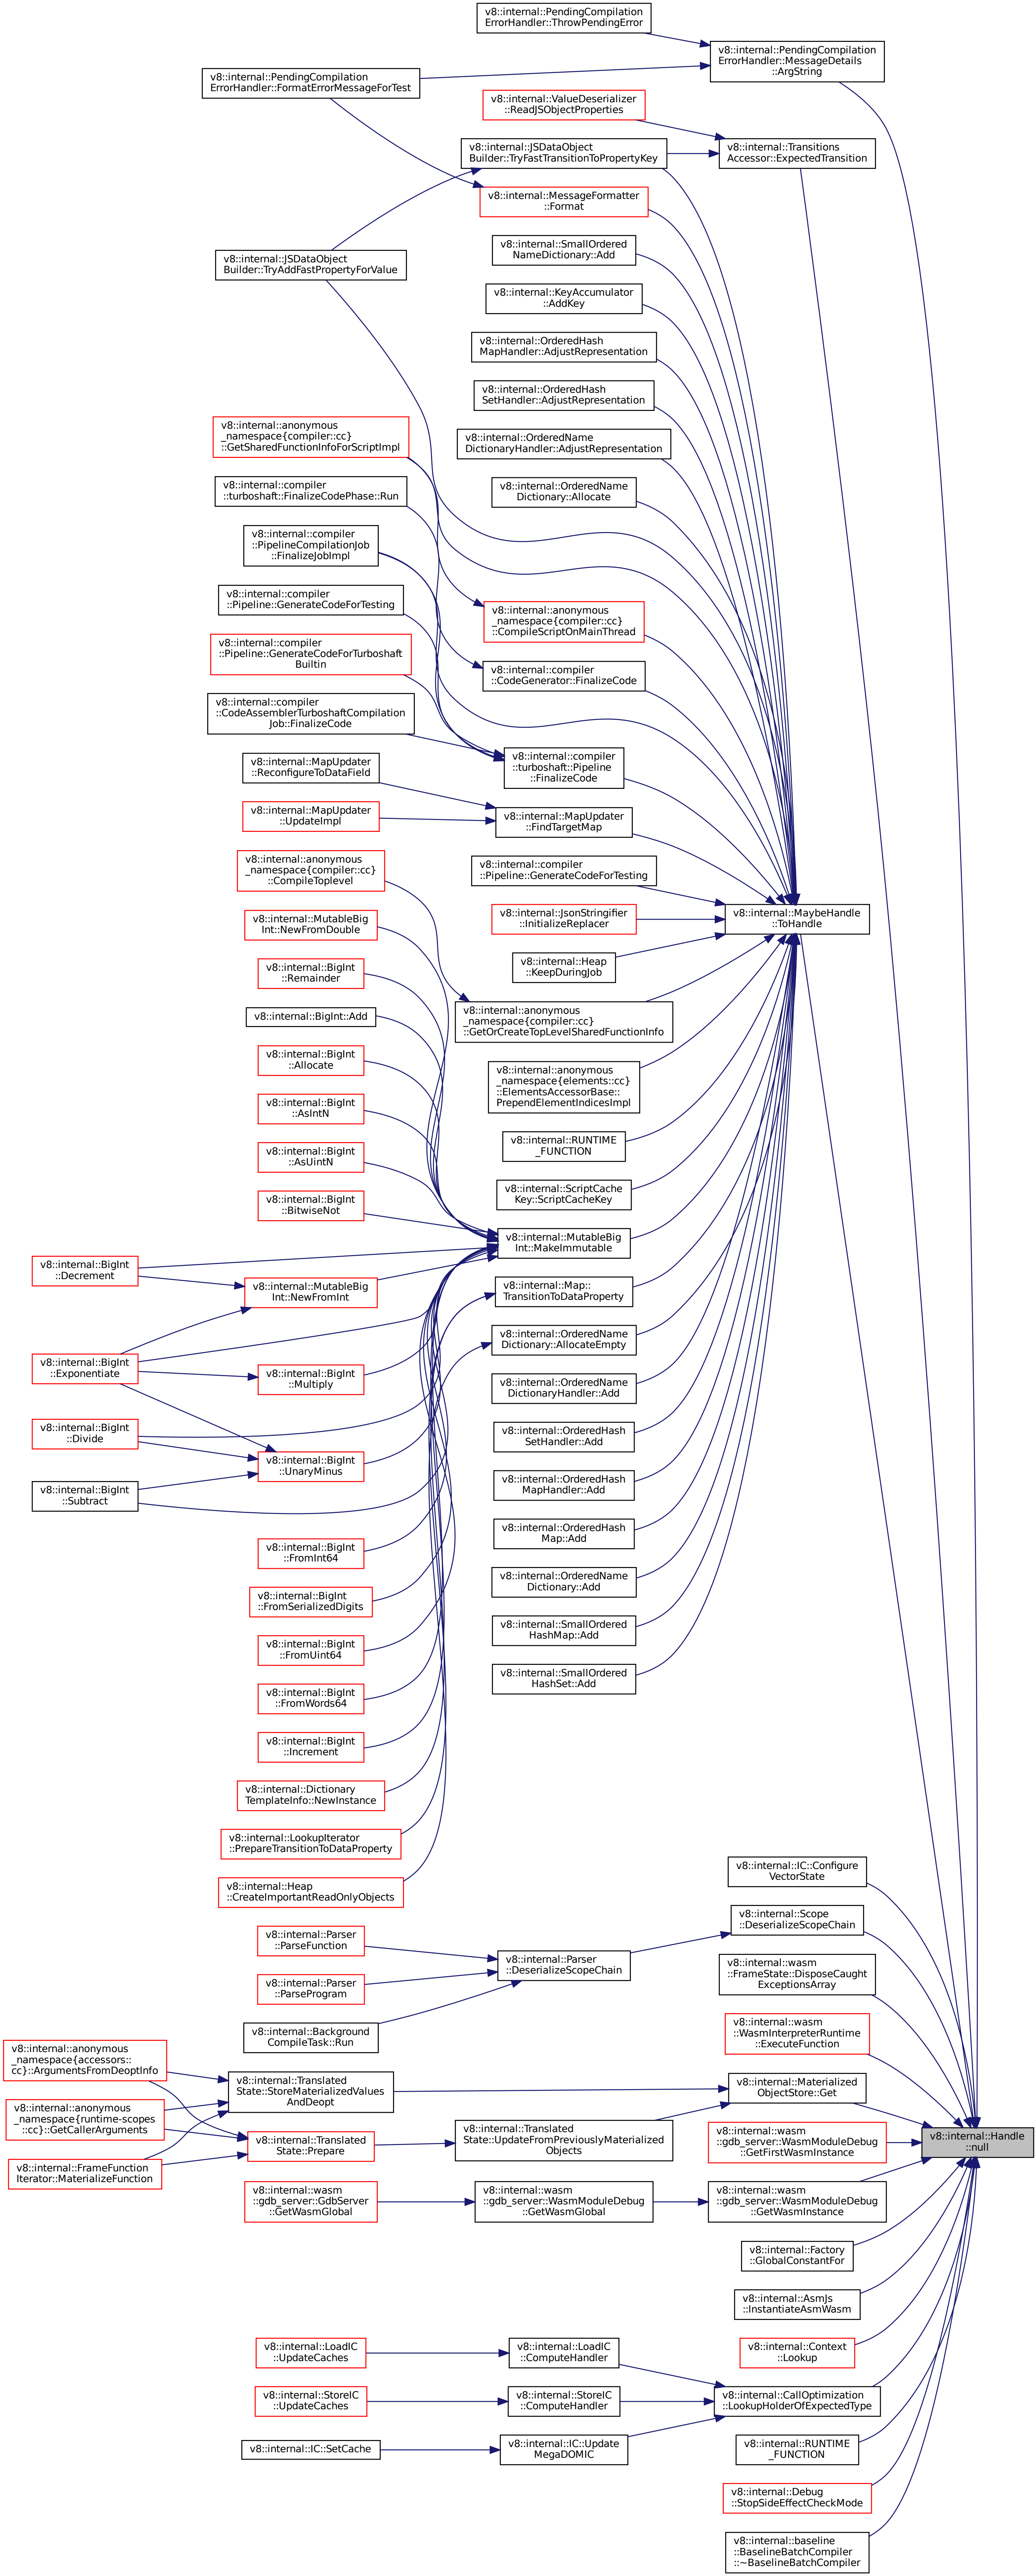 v8::internal::PendingCompilation
ErrorHandler::ThrowPendingError
v8::internal::PendingCompilation
ErrorHandler::MessageDetails
::ArgString
v8::internal::PendingCompilation
ErrorHandler::FormatErrorMessageForTest
v8::internal::ValueDeserializer
::ReadJSObjectProperties
v8::internal::JSDataObject
Builder::TryFastTransitionToPropertyKey
v8::internal::Transitions
Accessor::ExpectedTransition
v8::internal::MessageFormatter
::Format
v8::internal::SmallOrdered
NameDictionary::Add
v8::internal::JSDataObject
Builder::TryAddFastPropertyForValue
v8::internal::KeyAccumulator
::AddKey
v8::internal::OrderedHash
MapHandler::AdjustRepresentation
v8::internal::OrderedHash
SetHandler::AdjustRepresentation
v8::internal::anonymous
_namespace{compiler::cc}
::GetSharedFunctionInfoForScriptImpl
v8::internal::OrderedName
DictionaryHandler::AdjustRepresentation
v8::internal::compiler
::turboshaft::FinalizeCodePhase::Run
v8::internal::OrderedName
Dictionary::Allocate
v8::internal::compiler
::PipelineCompilationJob
::FinalizeJobImpl
v8::internal::compiler
::Pipeline::GenerateCodeForTesting
v8::internal::anonymous
_namespace{compiler::cc}
::CompileScriptOnMainThread
v8::internal::compiler
::Pipeline::GenerateCodeForTurboshaft
Builtin
v8::internal::compiler
::CodeGenerator::FinalizeCode
v8::internal::compiler
::CodeAssemblerTurboshaftCompilation
Job::FinalizeCode
v8::internal::compiler
::turboshaft::Pipeline
::FinalizeCode
v8::internal::MapUpdater
::ReconfigureToDataField
v8::internal::MapUpdater
::UpdateImpl
v8::internal::MapUpdater
::FindTargetMap
v8::internal::anonymous
_namespace{compiler::cc}
::CompileToplevel
v8::internal::compiler
::Pipeline::GenerateCodeForTesting
v8::internal::MutableBig
Int::NewFromDouble
v8::internal::JsonStringifier
::InitializeReplacer
v8::internal::MaybeHandle
::ToHandle
v8::internal::BigInt
::Remainder
v8::internal::Heap
::KeepDuringJob
v8::internal::BigInt::Add
v8::internal::anonymous
_namespace{compiler::cc}
::GetOrCreateTopLevelSharedFunctionInfo
v8::internal::BigInt
::Allocate
v8::internal::anonymous
_namespace{elements::cc}
::ElementsAccessorBase::
PrependElementIndicesImpl
v8::internal::BigInt
::AsIntN
v8::internal::BigInt
::AsUintN
v8::internal::RUNTIME
_FUNCTION
v8::internal::BigInt
::BitwiseNot
v8::internal::ScriptCache
Key::ScriptCacheKey
v8::internal::MutableBig
Int::MakeImmutable
v8::internal::BigInt
::Decrement
v8::internal::MutableBig
Int::NewFromInt
v8::internal::Map::
TransitionToDataProperty
v8::internal::OrderedName
Dictionary::AllocateEmpty
v8::internal::BigInt
::Exponentiate
v8::internal::BigInt
::Multiply
v8::internal::OrderedName
DictionaryHandler::Add
v8::internal::BigInt
::Divide
v8::internal::OrderedHash
SetHandler::Add
v8::internal::BigInt
::UnaryMinus
v8::internal::BigInt
::Subtract
v8::internal::OrderedHash
MapHandler::Add
v8::internal::OrderedHash
Map::Add
v8::internal::BigInt
::FromInt64
v8::internal::OrderedName
Dictionary::Add
v8::internal::BigInt
::FromSerializedDigits
v8::internal::SmallOrdered
HashMap::Add
v8::internal::BigInt
::FromUint64
v8::internal::SmallOrdered
HashSet::Add
v8::internal::BigInt
::FromWords64
v8::internal::BigInt
::Increment
v8::internal::Dictionary
TemplateInfo::NewInstance
v8::internal::LookupIterator
::PrepareTransitionToDataProperty
v8::internal::Heap
::CreateImportantReadOnlyObjects
v8::internal::IC::Configure
VectorState
v8::internal::Scope
::DeserializeScopeChain
v8::internal::Parser
::ParseFunction
v8::internal::Parser
::DeserializeScopeChain
v8::internal::Parser
::ParseProgram
v8::internal::wasm
::FrameState::DisposeCaught
ExceptionsArray
v8::internal::Background
CompileTask::Run
v8::internal::wasm
::WasmInterpreterRuntime
::ExecuteFunction
v8::internal::anonymous
_namespace{accessors::
cc}::ArgumentsFromDeoptInfo
v8::internal::Translated
State::StoreMaterializedValues
AndDeopt
v8::internal::Materialized
ObjectStore::Get
v8::internal::anonymous
_namespace{runtime-scopes
::cc}::GetCallerArguments
v8::internal::Translated
State::Prepare
v8::internal::Translated
State::UpdateFromPreviouslyMaterialized
Objects
v8::internal::wasm
::gdb_server::WasmModuleDebug
::GetFirstWasmInstance
v8::internal::Handle
::null
v8::internal::FrameFunction
Iterator::MaterializeFunction
v8::internal::wasm
::gdb_server::GdbServer
::GetWasmGlobal
v8::internal::wasm
::gdb_server::WasmModuleDebug
::GetWasmGlobal
v8::internal::wasm
::gdb_server::WasmModuleDebug
::GetWasmInstance
v8::internal::Factory
::GlobalConstantFor
v8::internal::AsmJs
::InstantiateAsmWasm
v8::internal::LoadIC
::UpdateCaches
v8::internal::LoadIC
::ComputeHandler
v8::internal::Context
::Lookup
v8::internal::StoreIC
::UpdateCaches
v8::internal::StoreIC
::ComputeHandler
v8::internal::CallOptimization
::LookupHolderOfExpectedType
v8::internal::IC::SetCache
v8::internal::IC::Update
MegaDOMIC
v8::internal::RUNTIME
_FUNCTION
v8::internal::Debug
::StopSideEffectCheckMode
v8::internal::baseline
::BaselineBatchCompiler
::~BaselineBatchCompiler